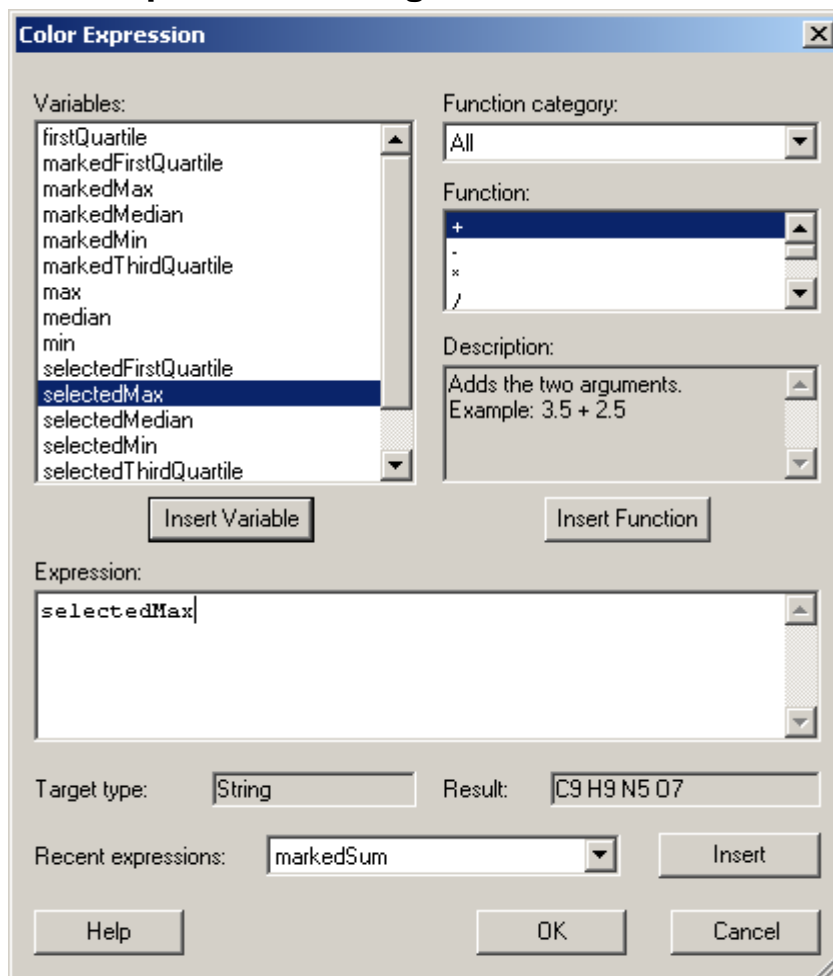 Color Expression
Variables:
firstQuartile
markedFirstQuartile
markedMax
markedMedian
markedMin
markedThirdQuartile
max
median
min
selectedFirstQuartile
selectedMax
selectedMedian
selectedMin
selectedThirdQuartile
Insert Variable
Function category:
All
Function:
+
-
*
/
Description:
Adds the two arguments.
Example: 3.5 + 2.5
Insert Function
Expression:
selectedMax
Target type: String Result: C9 H9 N5 O7
Recent expressions: markedSum Insert
Help OK Cancel